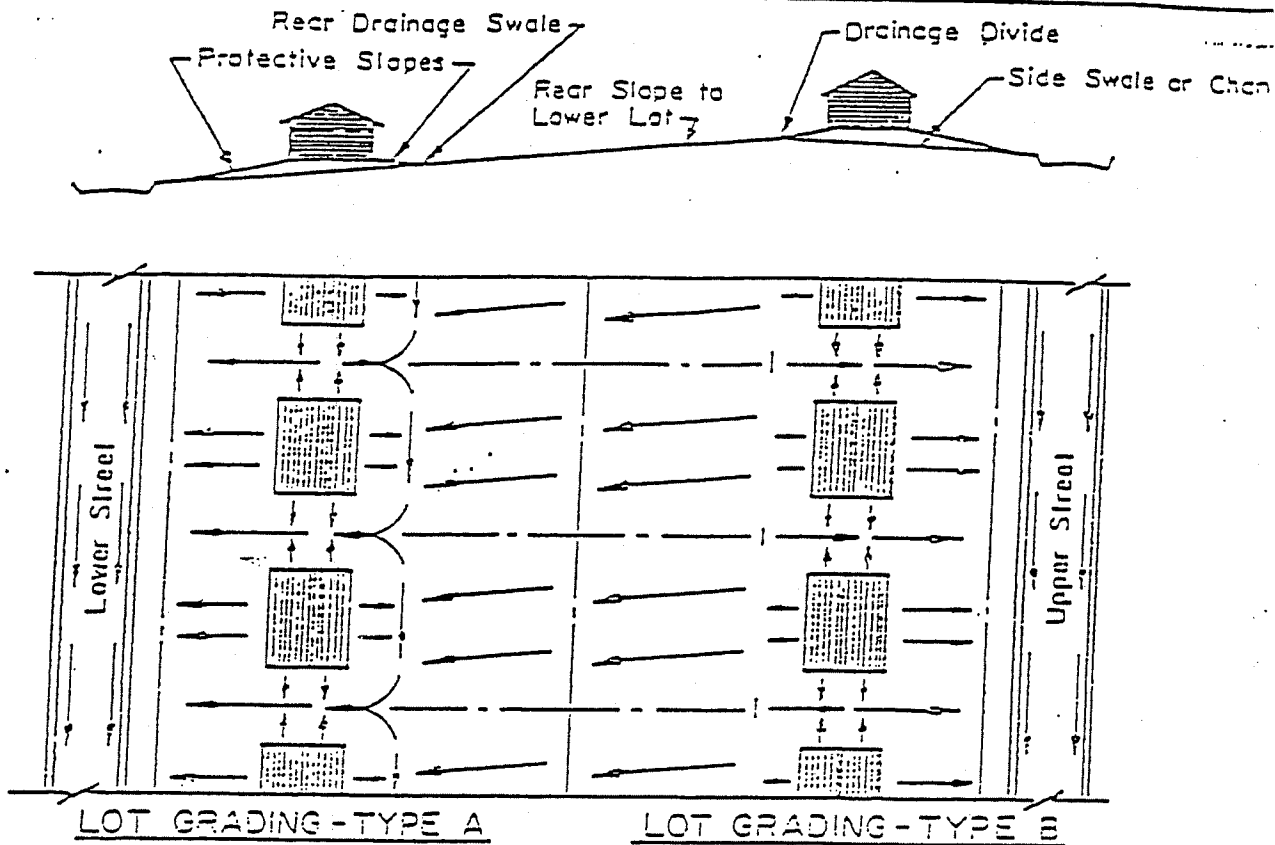 Rear Drainage Swale
Protective Slopes
Rear Slope to
Lower Lot
Drainage Divide
Side Swale or Chan
Lower Street
Upper Street
LOT GRADING-TYPE A
LOT GRADING-TYPE B